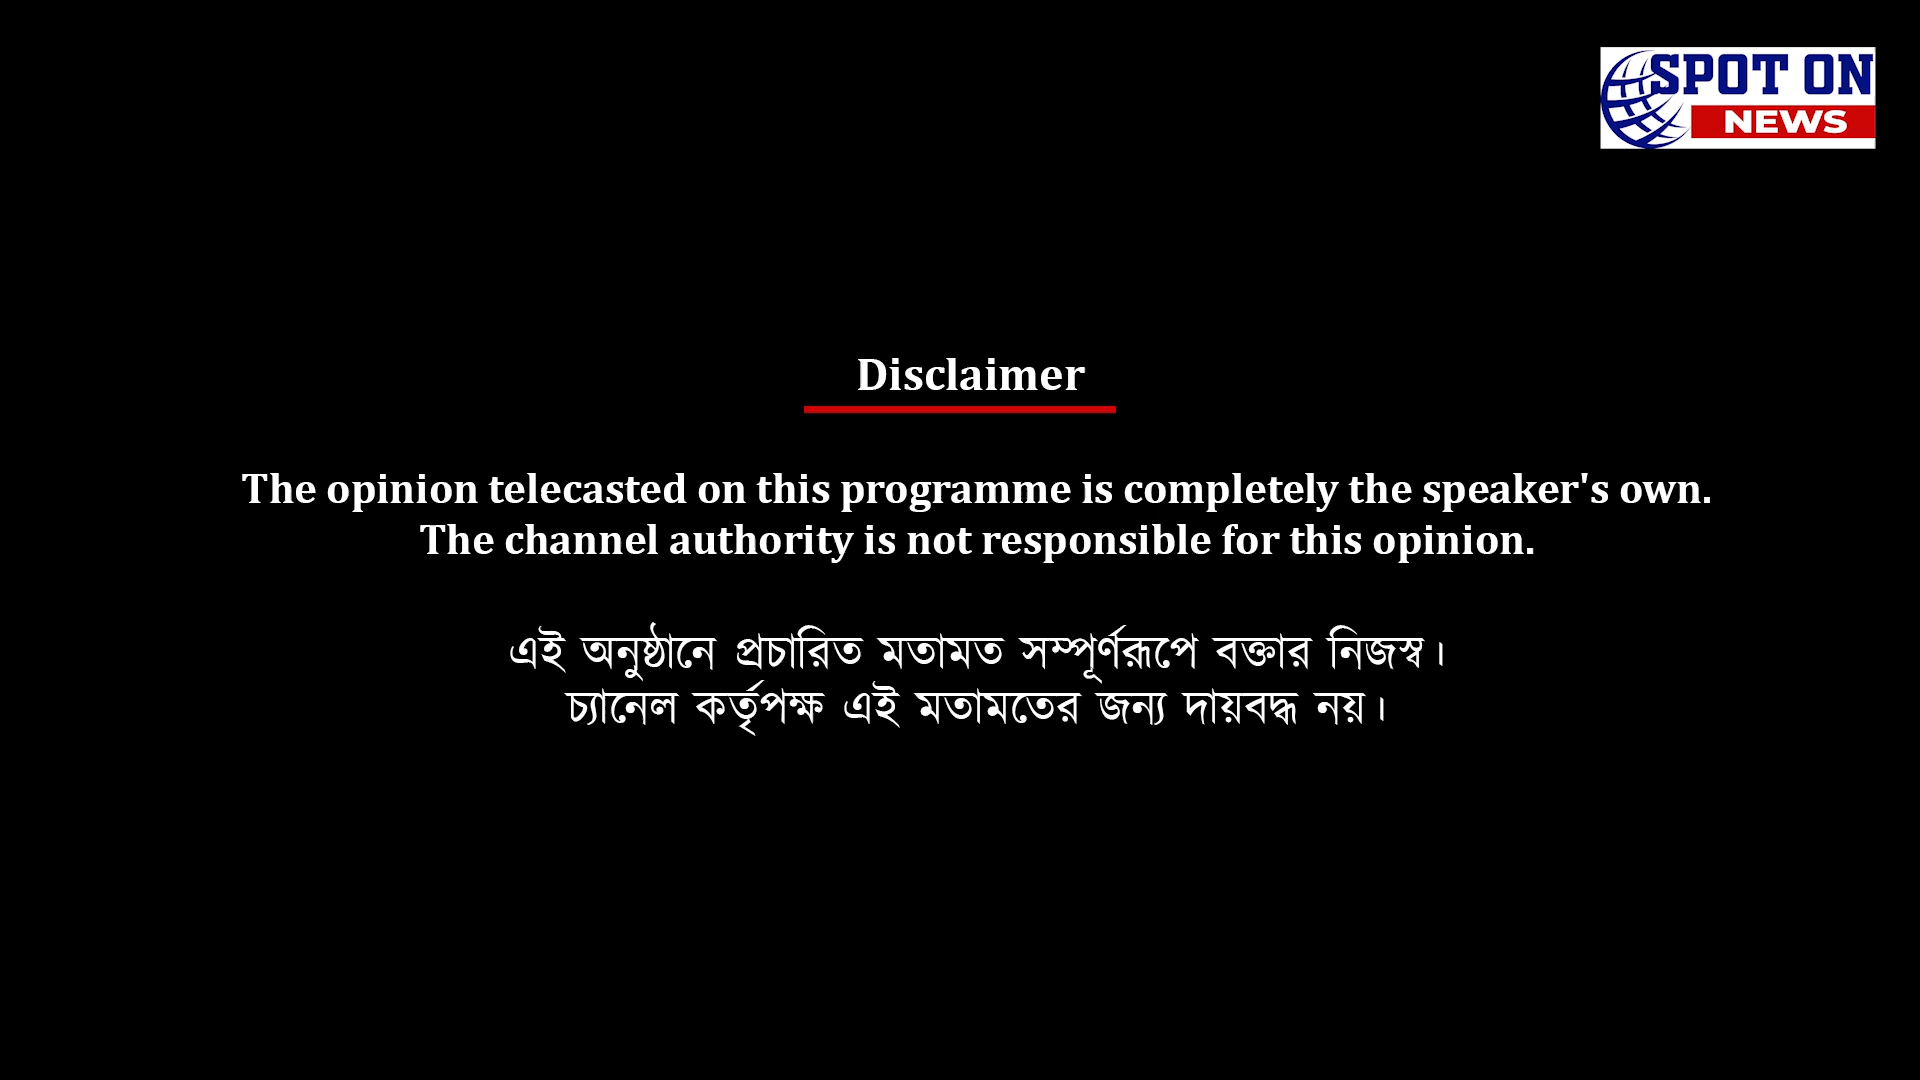 SPOT ON
NEWS
Disclaimer
The opinion telecasted on this programme is completely the speaker's own.
The channel authority is not responsible for this opinion.
এই অনুষ্ঠানে প্রচারিত মতামত সম্পূর্ণরূপে বক্তার নিজস্ব।
চ্যানেল কর্তৃপক্ষ এই মতামতের জন্য দায়বদ্ধ নয়।